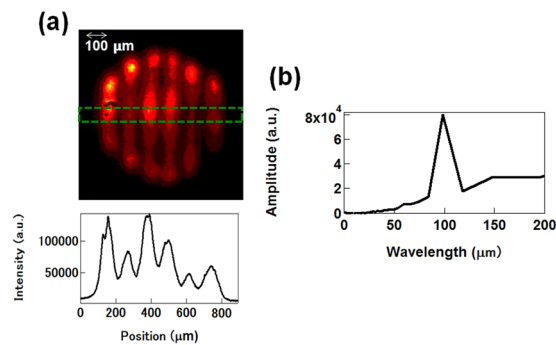 (a)
100 μm
Intensity (a.u.)
100000
50000
0 200 400 600 800
Position (μm)
(b)
Amplitude (a.u.)
8x10⁴
6
4
2
0
0 50 100 150 200
Wavelength (μm)